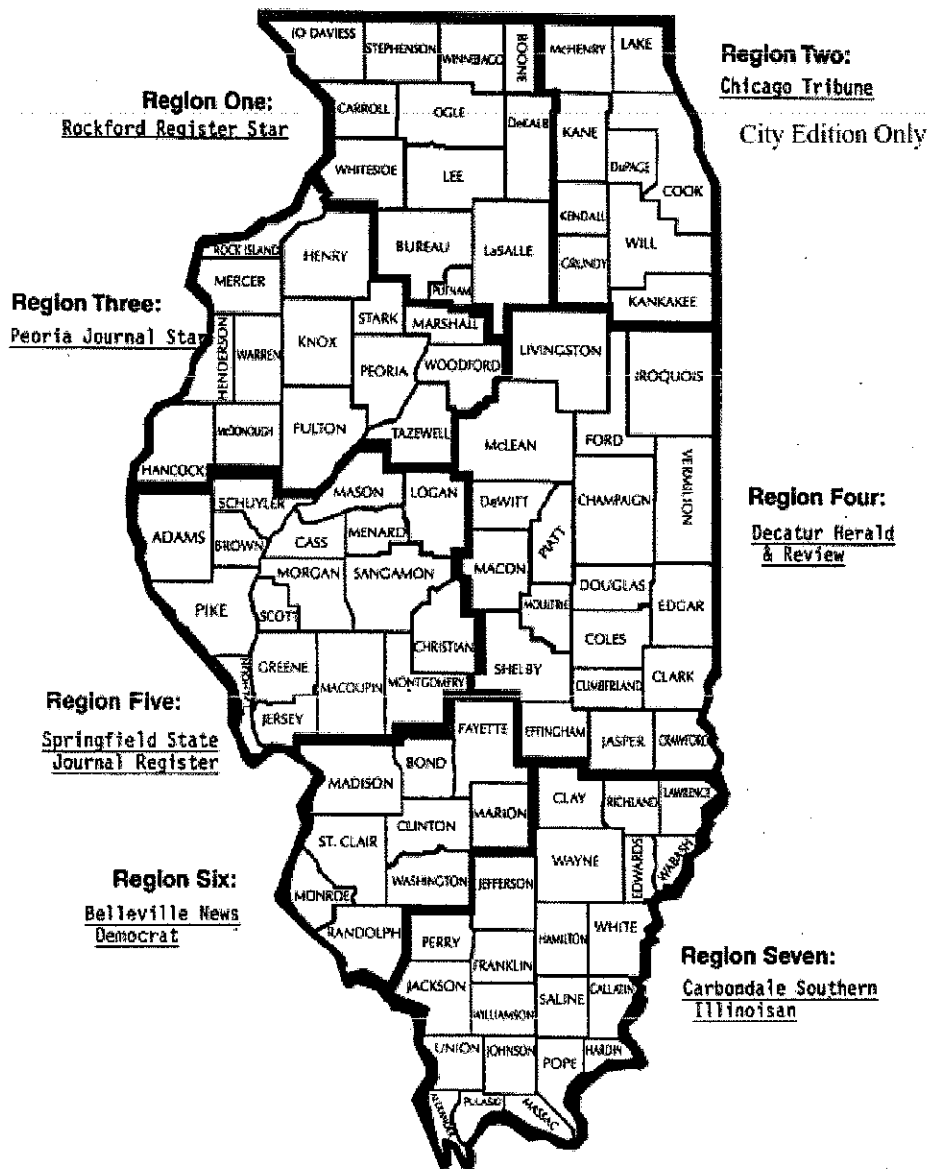 JO DAVIESS
STEPHENSON
WINNEBAGO
BOONE
McHENRY
LAKE
Region Two:
Chicago Tribune
City Edition Only
Region One:
Rockford Register Star
CARROLL
OGLE
DeKALB
KANE
DuPAGE
COOK
WHITESIDE
LEE
KENDALL
WILL
BUREAU
LaSALLE
GRUNDY
PUTNAM
KANKAKEE
ROCK ISLAND
HENRY
MERCER
Region Three:
Peoria Journal Star
STARK
MARSHALL
KNOX
HENDERSON
WARREN
PEORIA
WOODFORD
LIVINGSTON
IROQUOIS
McDONOUGH
FULTON
TAZEWELL
McLEAN
FORD
HANCOCK
VERMILION
SCHUYLER
MASON
LOGAN
DeWITT
CHAMPAIGN
Region Four:
Decatur Herald
& Review
ADAMS
BROWN
CASS
MENARD
PIATT
MACON
MORGAN
SANGAMON
DOUGLAS
EDGAR
PIKE
SCOTT
MOULTRIE
COLES
CHRISTIAN
SHELBY
GREENE
MACOUPIN
MONTGOMERY
CUMBERLAND
CLARK
Region Five:
Springfield State
Journal Register
JERSEY
FAYETTE
EFFINGHAM
JASPER
CRAWFORD
MADISON
BOND
CLAY
RICHLAND
LAWRENCE
MARION
ST. CLAIR
CLINTON
WAYNE
EDWARDS
WABASH
Region Six:
Belleville News
Democrat
MONROE
WASHINGTON
JEFFERSON
RANDOLPH
PERRY
HAMILTON
WHITE
FRANKLIN
Region Seven:
Carbondale Southern
Illinoisan
JACKSON
WILLIAMSON
SALINE
GALLATIN
UNION
JOHNSON
POPE
HARDIN
PULASKI
MASSAC